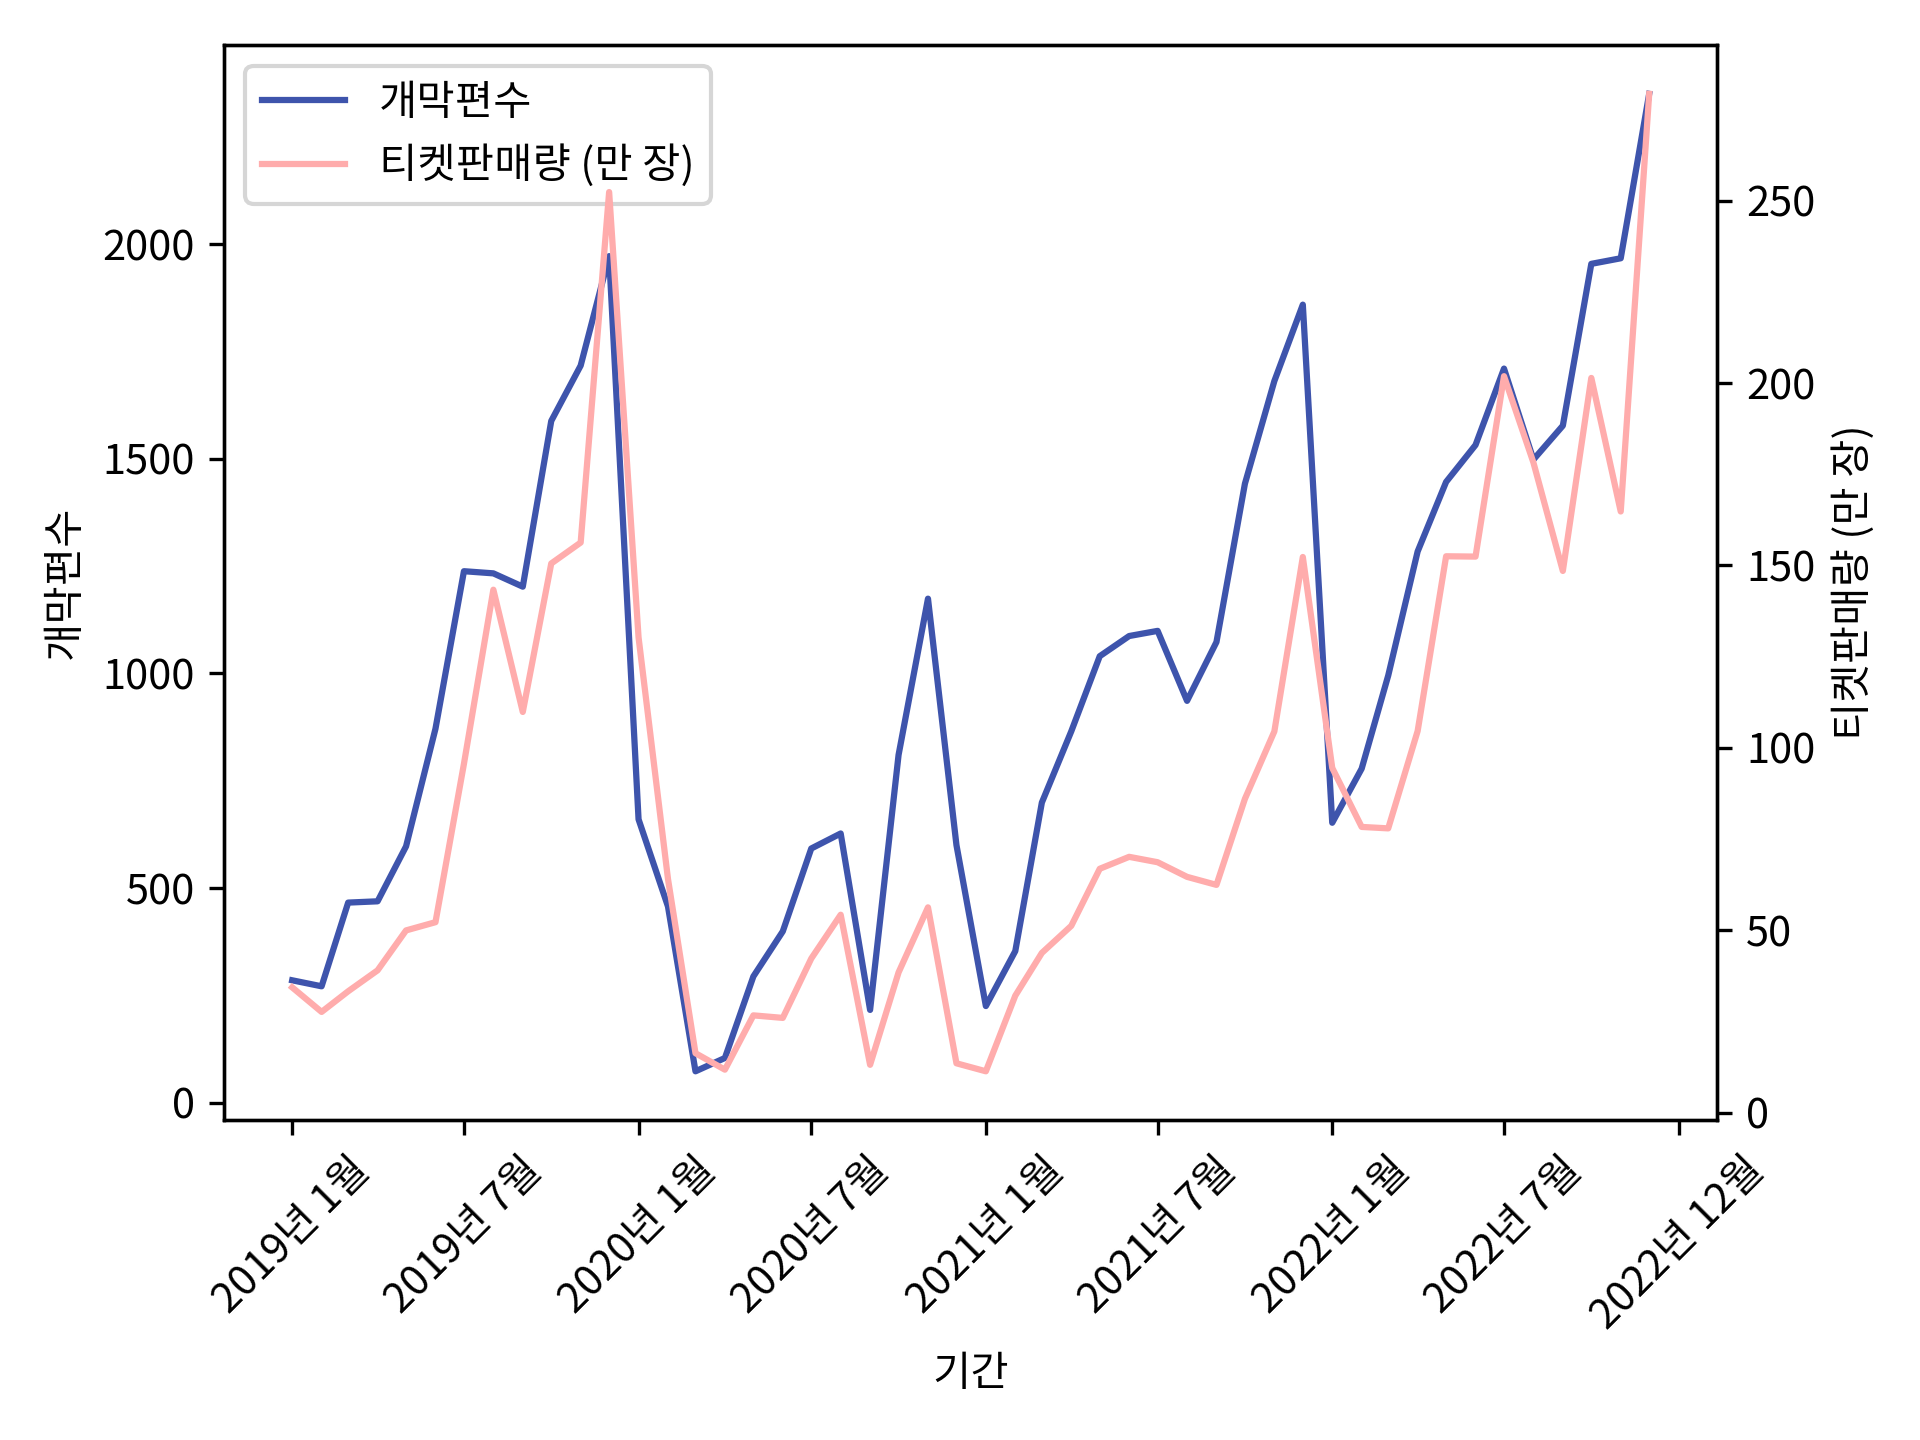 개막편수
티켓판매량 (만 장)
2000
1500
1000
500
0
개막편수
250
200
150
100
50
0
티켓판매량 (만 장)
2019년 1월
2019년 7월
2020년 1월
2020년 7월
2021년 1월
2021년 7월
2022년 1월
2022년 7월
2022년 12월
기간